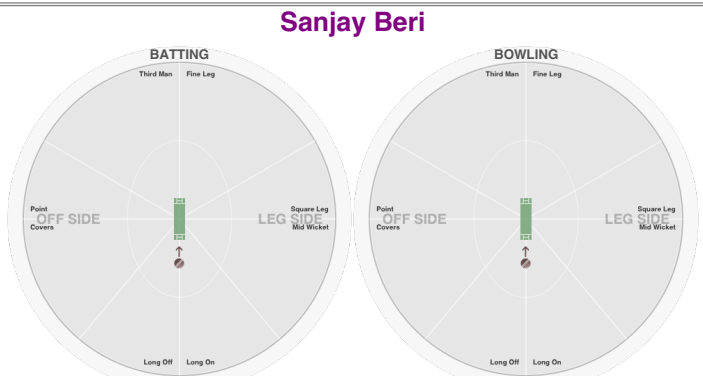 Sanjay Beri
BATTING
Third Man Fine Leg
Point
OFF SIDE
Covers
Square Leg
LEG SIDE
Mid Wicket
Long Off Long On
BOWLING
Third Man Fine Leg
Point
OFF SIDE
Covers
Square Leg
LEG SIDE
Mid Wicket
Long Off Long On